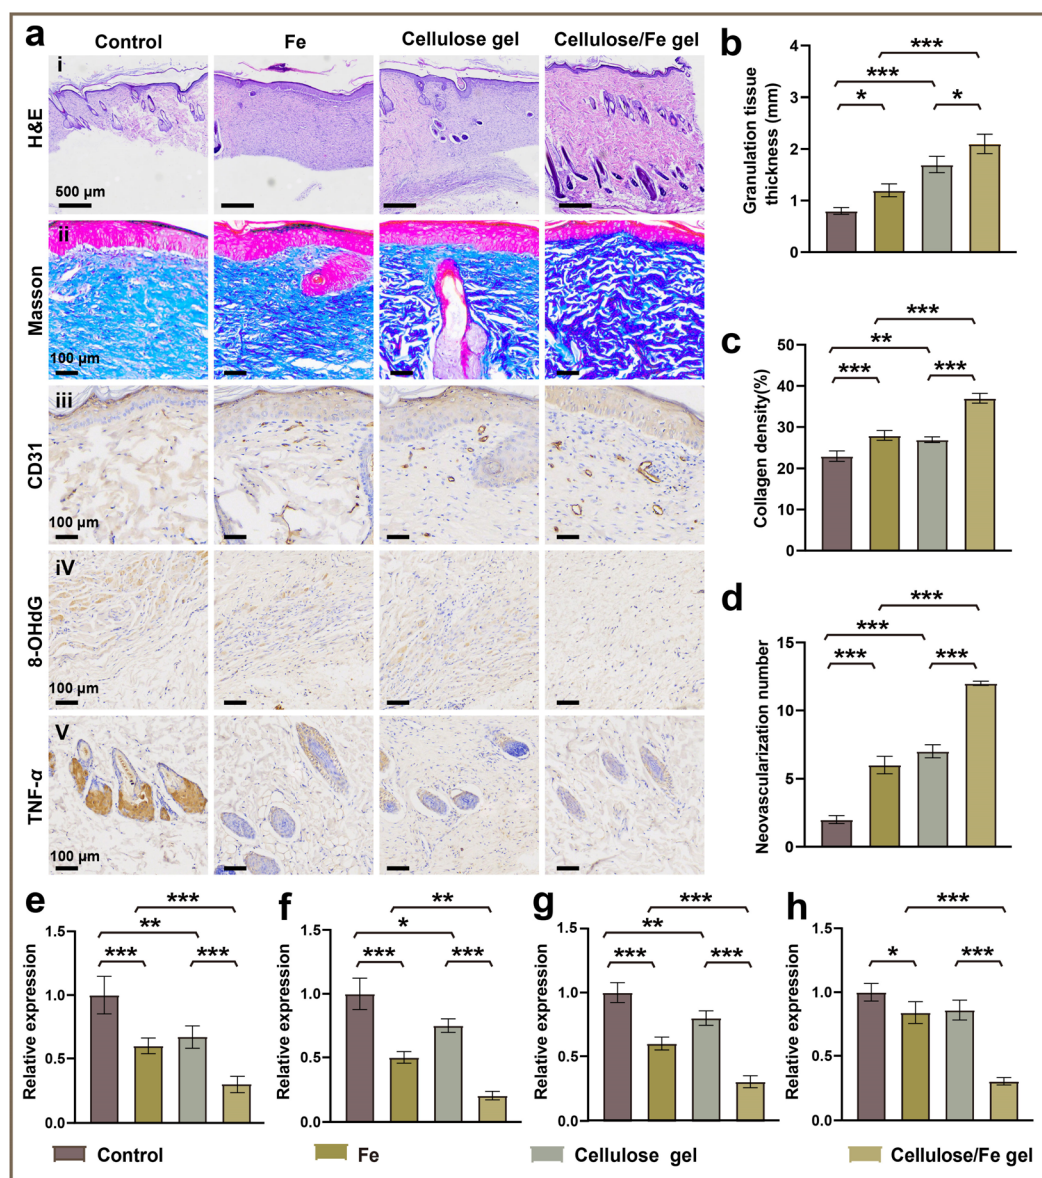 a
Control
Fe
Cellulose gel
Cellulose/Fe gel
i
H&E
500 µm
ii
Masson
100 µm
iii
CD31
100 µm
iV
8-OHdG
100 µm
V
TNF-α
100 µm
b
Granulation tissue
thickness (mm)
4
3
2
1
0
***
***
*
*
c
Collagen density(%)
50
40
30
20
10
0
***
**
***
***
d
Neovascularization number
15
10
5
0
***
***
***
***
e
Relative expression
1.5
1.0
0.5
0.0
***
**
***
***
f
Relative expression
1.5
1.0
0.5
0.0
**
*
***
***
g
Relative expression
1.5
1.0
0.5
0.0
***
**
***
***
h
Relative expression
1.5
1.0
0.5
0.0
***
*
***
Control
Fe
Cellulose gel
Cellulose/Fe gel